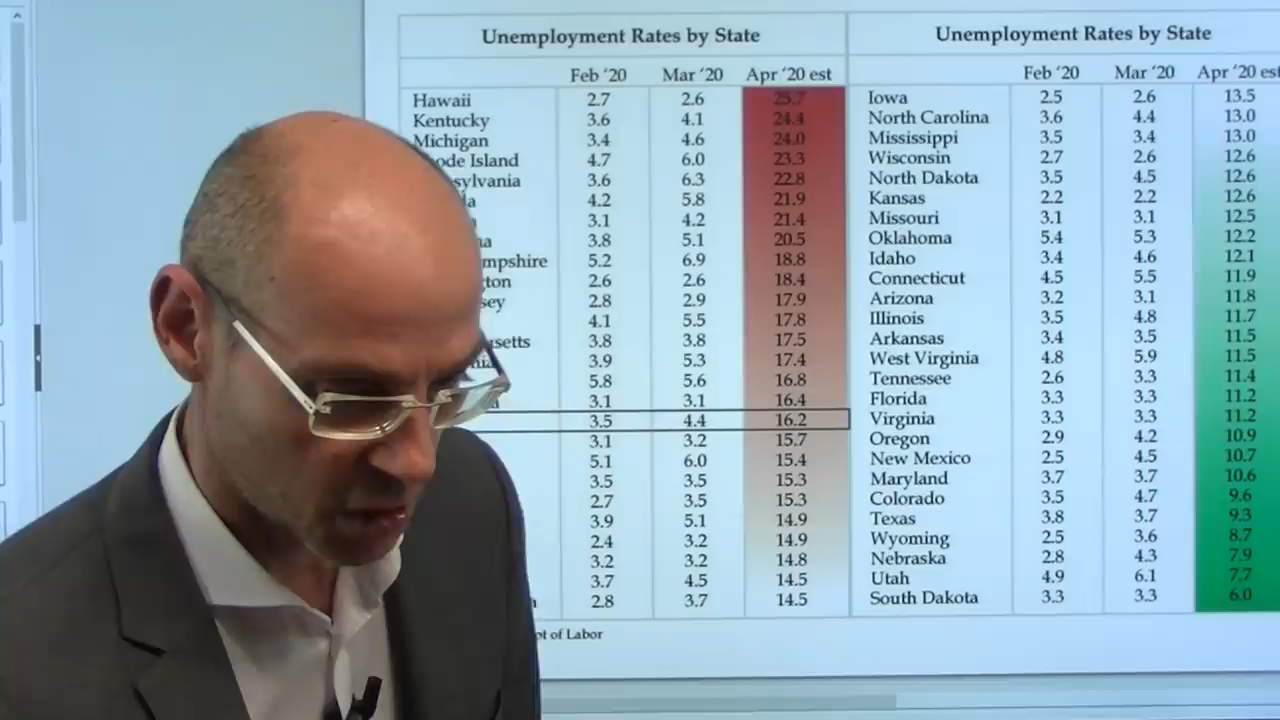 Unemployment Rates by State
Feb ‘20 Mar ‘20 Apr ‘20 est
Hawaii 2.7 2.6 25.7
Kentucky 3.6 4.1 24.4
Michigan 3.4 4.6 24.0
ode Island 4.7 6.0 23.3
sylvania 3.6 6.3 22.8
4.2 5.8 21.9
3.1 4.2 21.4
3.8 5.1 20.5
mpshire 5.2 6.9 18.8
ton 2.6 2.6 18.4
sey 2.8 2.9 17.9
4.1 5.5 17.8
setts 3.8 3.8 17.5
3.9 5.3 17.4
5.8 5.6 16.8
3.1 3.1 16.4
3.5 4.4 16.2
3.1 3.2 15.7
5.1 6.0 15.4
3.5 3.5 15.3
2.7 3.5 15.3
3.9 5.1 14.9
2.4 3.2 14.9
3.2 3.2 14.8
3.7 4.5 14.5
2.8 3.7 14.5
pt of Labor
Unemployment Rates by State
Feb ‘20 Mar ‘20 Apr ‘20 est
Iowa 2.5 2.6 13.5
North Carolina 3.6 4.4 13.0
Mississippi 3.5 3.4 13.0
Wisconsin 2.7 2.6 12.6
North Dakota 3.5 4.5 12.6
Kansas 2.2 2.2 12.6
Missouri 3.1 3.1 12.5
Oklahoma 5.4 5.3 12.2
Idaho 3.4 4.6 12.1
Connecticut 4.5 5.5 11.9
Arizona 3.2 3.1 11.8
Illinois 3.5 4.8 11.7
Arkansas 3.4 3.5 11.5
West Virginia 4.8 5.9 11.5
Tennessee 2.6 3.3 11.4
Florida 3.3 3.3 11.2
Virginia 3.3 3.3 11.2
Oregon 2.9 4.2 10.9
New Mexico 2.5 4.5 10.7
Maryland 3.7 3.7 10.6
Colorado 3.5 4.7 9.6
Texas 3.8 3.7 9.3
Wyoming 2.5 3.6 8.7
Nebraska 2.8 4.3 7.9
Utah 4.9 6.1 7.7
South Dakota 3.3 3.3 6.0